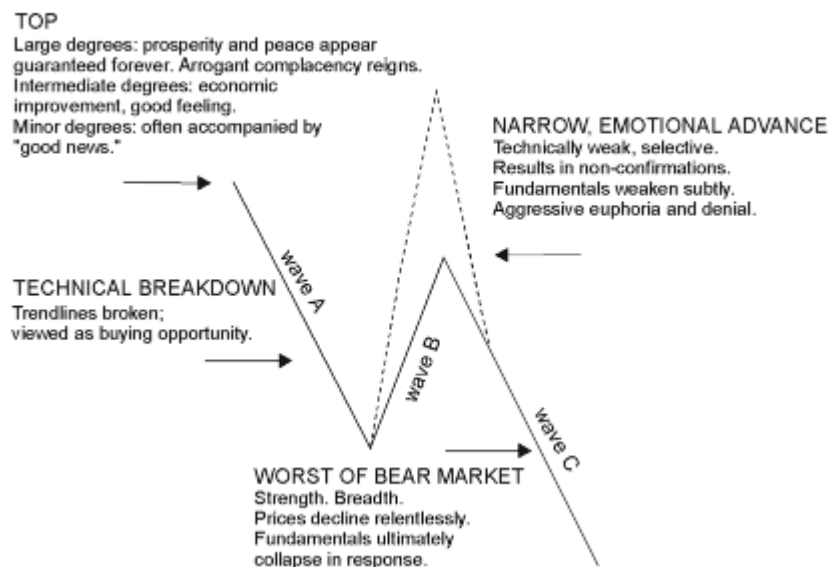 TOP
Large degrees: prosperity and peace appear
guaranteed forever. Arrogant complacency reigns.
Intermediate degrees: economic
improvement, good feeling.
Minor degrees: often accompanied by
"good news."
NARROW, EMOTIONAL ADVANCE
Technically weak, selective.
Results in non-confirmations.
Fundamentals weaken subtly.
Aggressive euphoria and denial.
wave A
TECHNICAL BREAKDOWN
Trendlines broken;
viewed as buying opportunity.
wave B
wave C
WORST OF BEAR MARKET
Strength. Breadth.
Prices decline relentlessly.
Fundamentals ultimately
collapse in response.